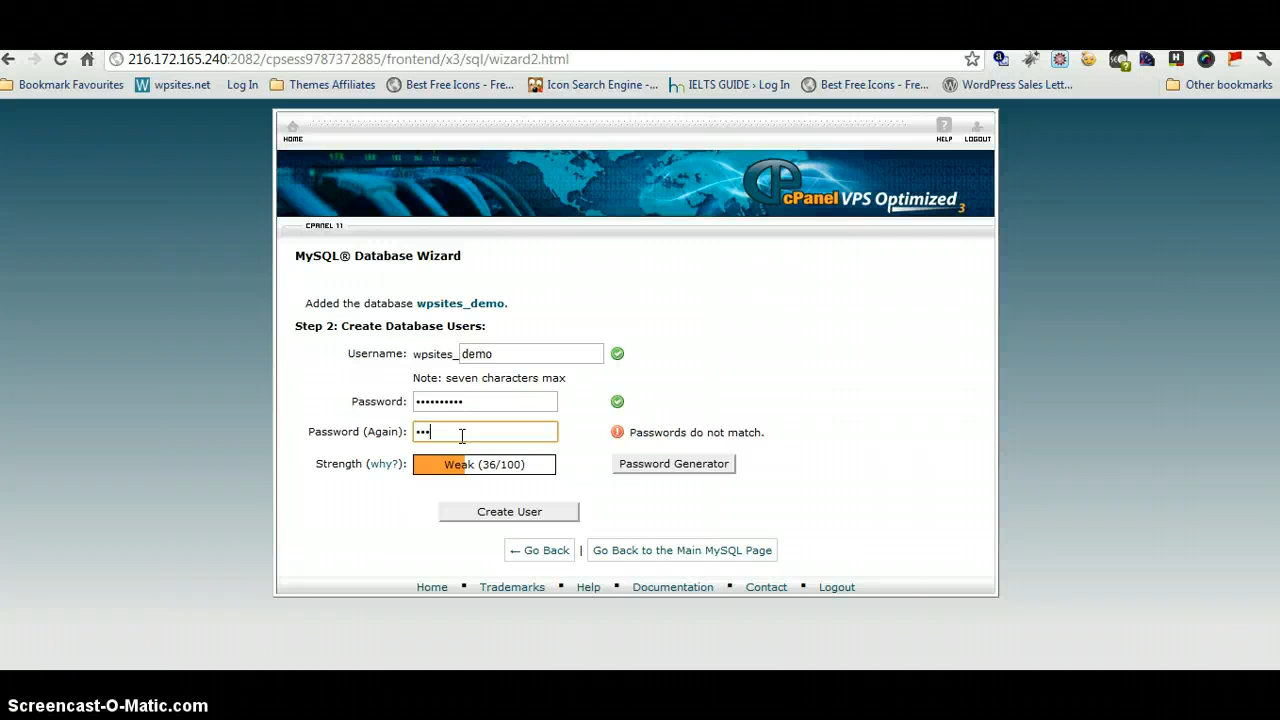 216.172.165.240:2082/cpsess9787372885/frontend/x3/sql/wizard2.html
Bookmark Favourites wpsites.net Log In Themes Affiliates Best Free Icons - Fre... Icon Search Engine -... IELTS GUIDE › Log In Best Free Icons - Fre... WordPress Sales Lett... Other bookmarks
HOME HELP LOGOUT
cPanel VPS Optimized 3
CPANEL 11
MySQL® Database Wizard
Added the database wpsites_demo.
Step 2: Create Database Users:
Username: wpsites_ demo
Note: seven characters max
Password: ••••••••••
Password (Again): ••• Passwords do not match.
Strength (why?): Weak (36/100) Password Generator
Create User
← Go Back | Go Back to the Main MySQL Page
Home ▪ Trademarks ▪ Help ▪ Documentation ▪ Contact ▪ Logout
Screencast-O-Matic.com